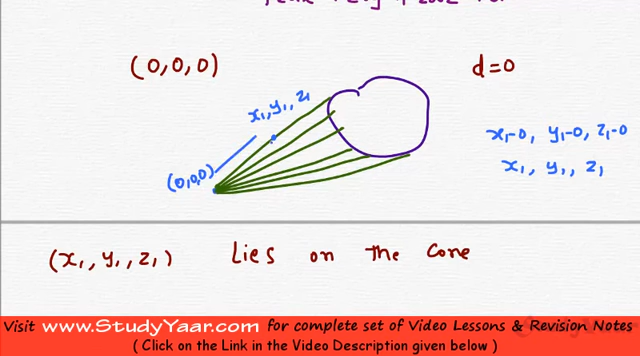 (0,0,0)
d=0
x₁, y₁, z₁
x₁-0, y₁-0, z₁-0
(0,0,0)
x₁, y₁, z₁
(x₁, y₁, z₁) Lies on the Cone
Visit www.StudyYaar.com for complete set of Video Lessons & Revision Notes
( Click on the Link in the Video Description given below )